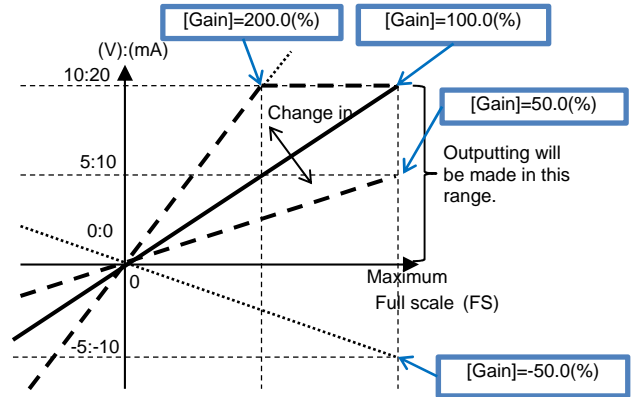 [Gain]=200.0(%)
[Gain]=100.0(%)
(V):(mA)
10:20
[Gain]=50.0(%)
Change in
5:10
Outputting will
be made in this
range.
0:0
0
Maximum
Full scale (FS)
-5:-10
[Gain]=-50.0(%)